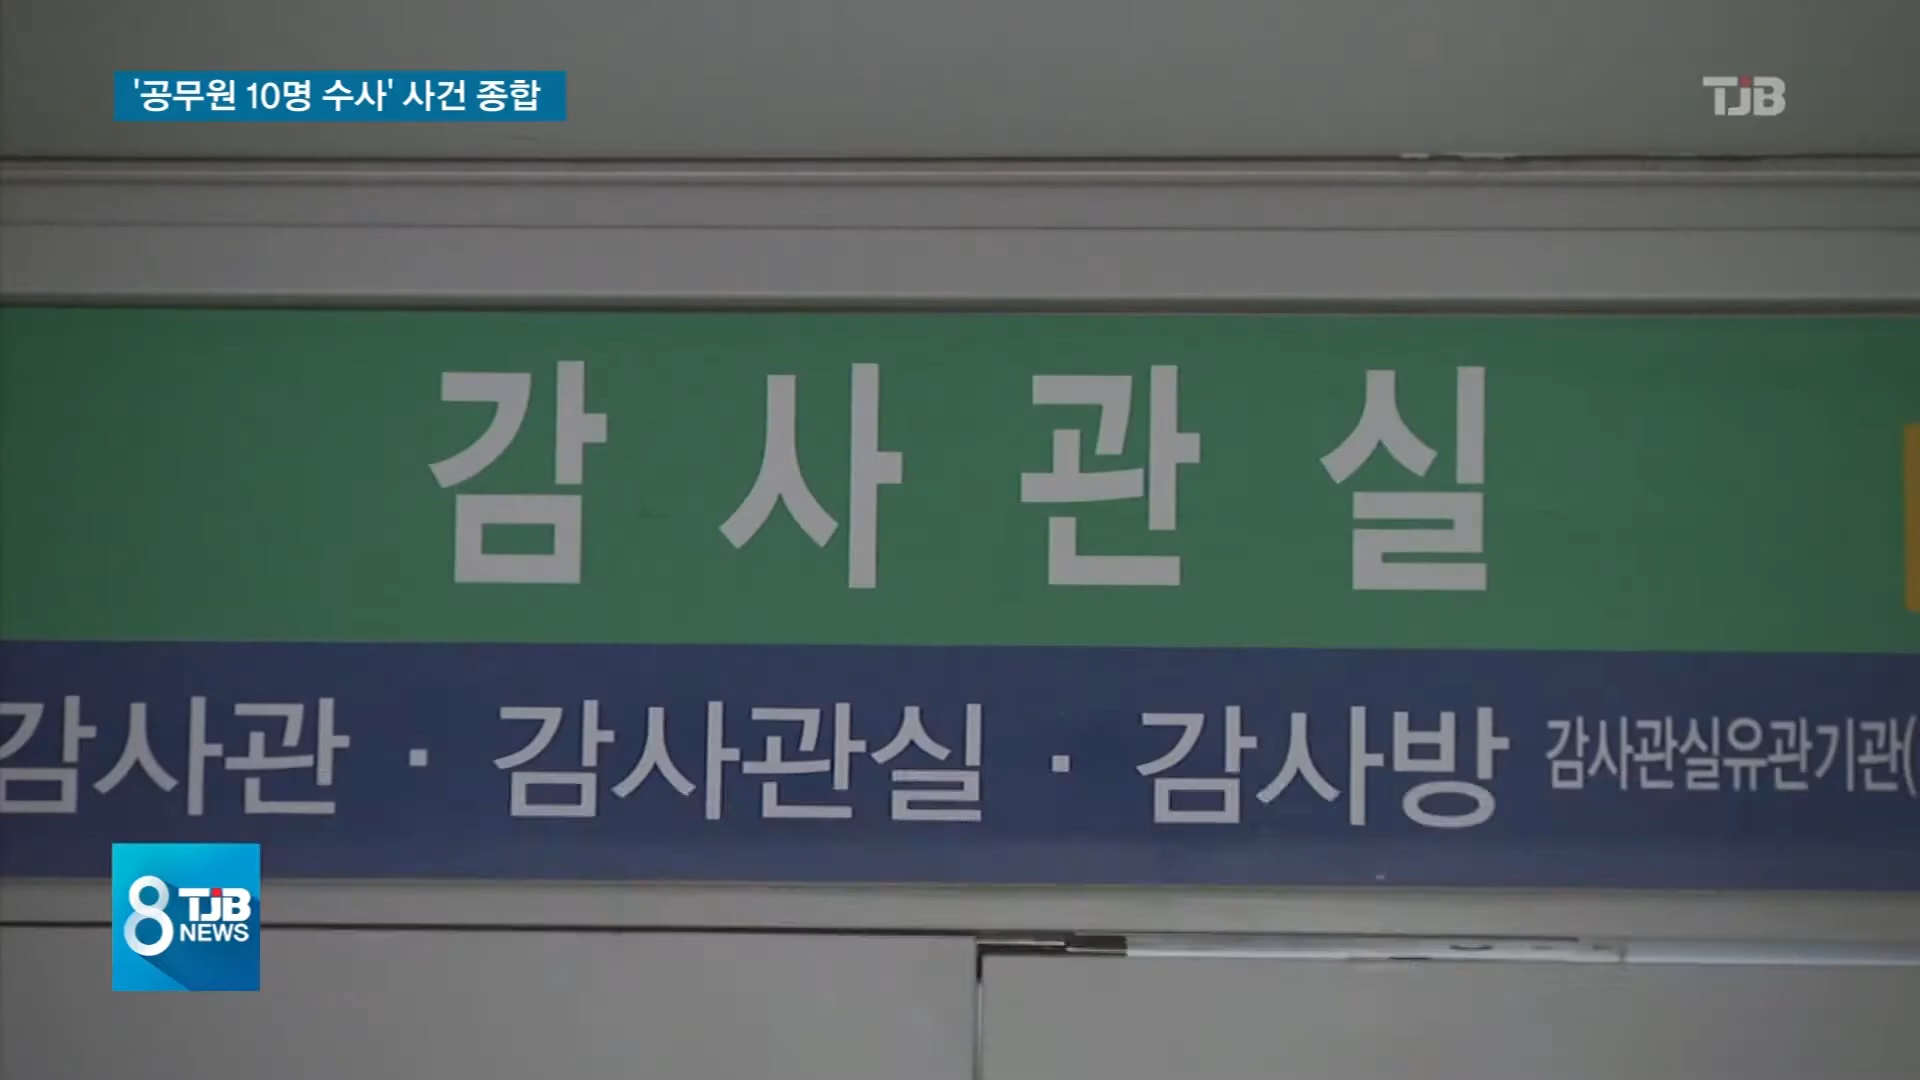 '공무원 10명 수사' 사건 종합
TJB
감사관실
감사관 · 감사관실 · 감사방 감사관실유관기관(
8 TJB
NEWS